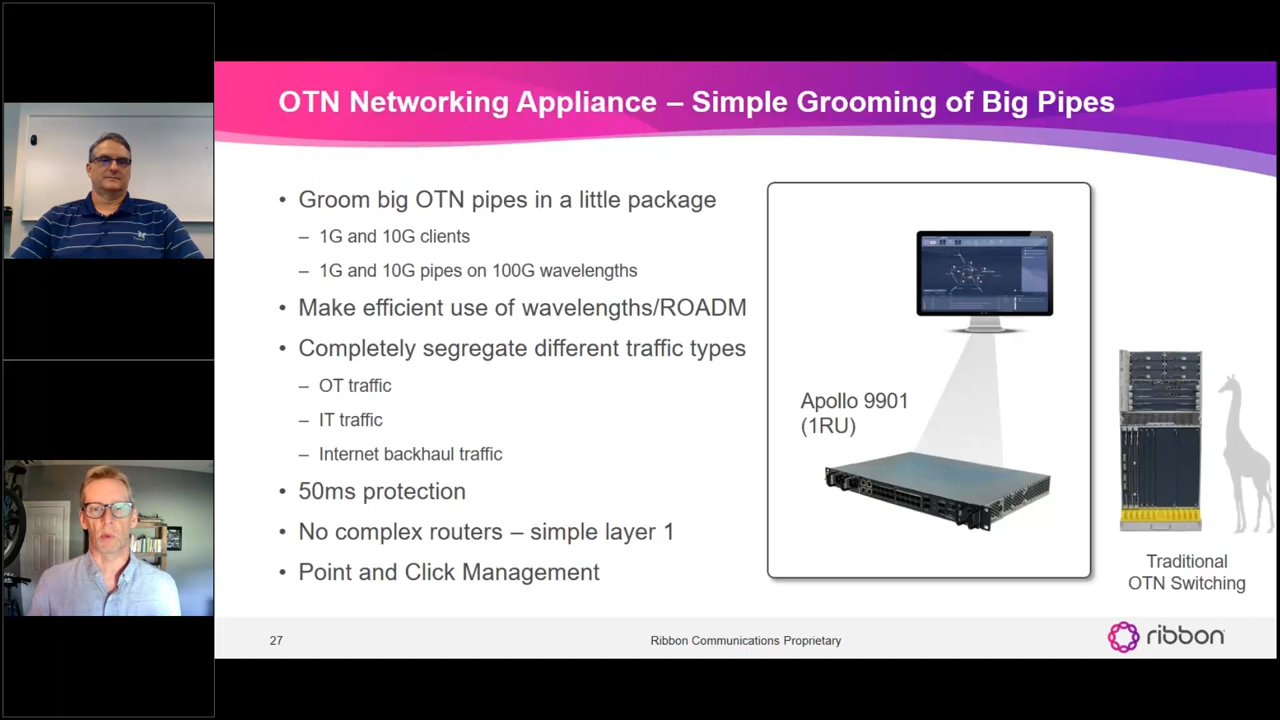 OTN Networking Appliance – Simple Grooming of Big Pipes
• Groom big OTN pipes in a little package
– 1G and 10G clients
– 1G and 10G pipes on 100G wavelengths
• Make efficient use of wavelengths/ROADM
• Completely segregate different traffic types
– OT traffic
– IT traffic
– Internet backhaul traffic
• 50ms protection
• No complex routers – simple layer 1
• Point and Click Management
Apollo 9901
(1RU)
Traditional
OTN Switching
27
Ribbon Communications Proprietary
ribbon